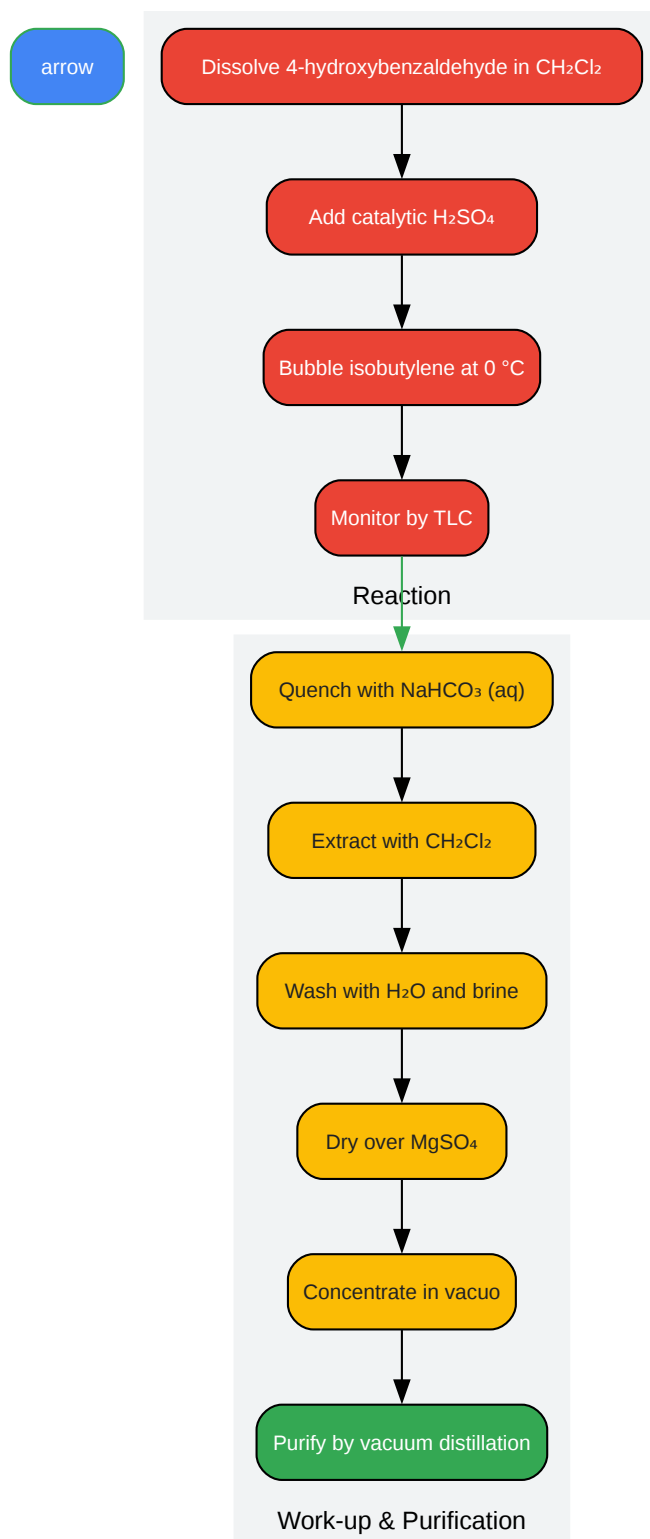 arrow
Dissolve 4-hydroxybenzaldehyde in CH₂Cl₂
Add catalytic H₂SO₄
Bubble isobutylene at 0 °C
Monitor by TLC
Reaction
Quench with NaHCO₃ (aq)
Extract with CH₂Cl₂
Wash with H₂O and brine
Dry over MgSO₄
Concentrate in vacuo
Purify by vacuum distillation
Work-up & Purification